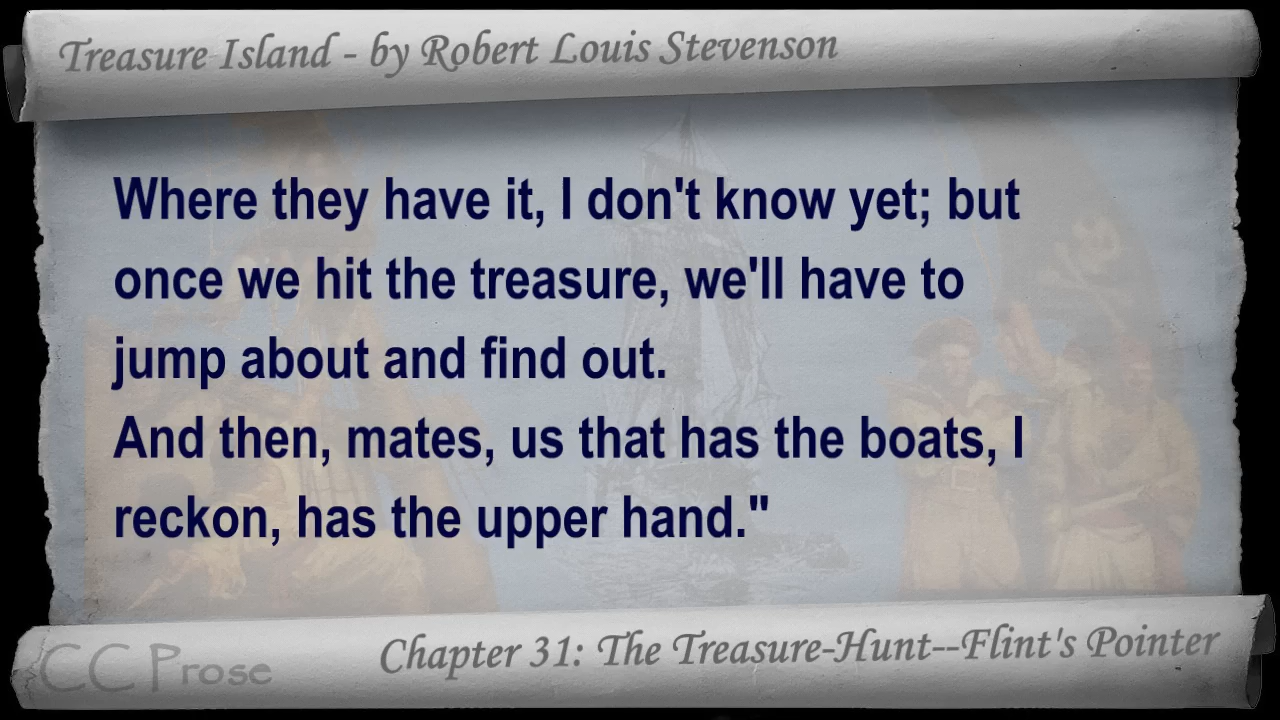 Treasure Island - by Robert Louis Stevenson
Where they have it, I don't know yet; but
once we hit the treasure, we'll have to
jump about and find out.
And then, mates, us that has the boats, I
reckon, has the upper hand."
Chapter 31: The Treasure-Hunt--Flint's Pointer
CC Prose